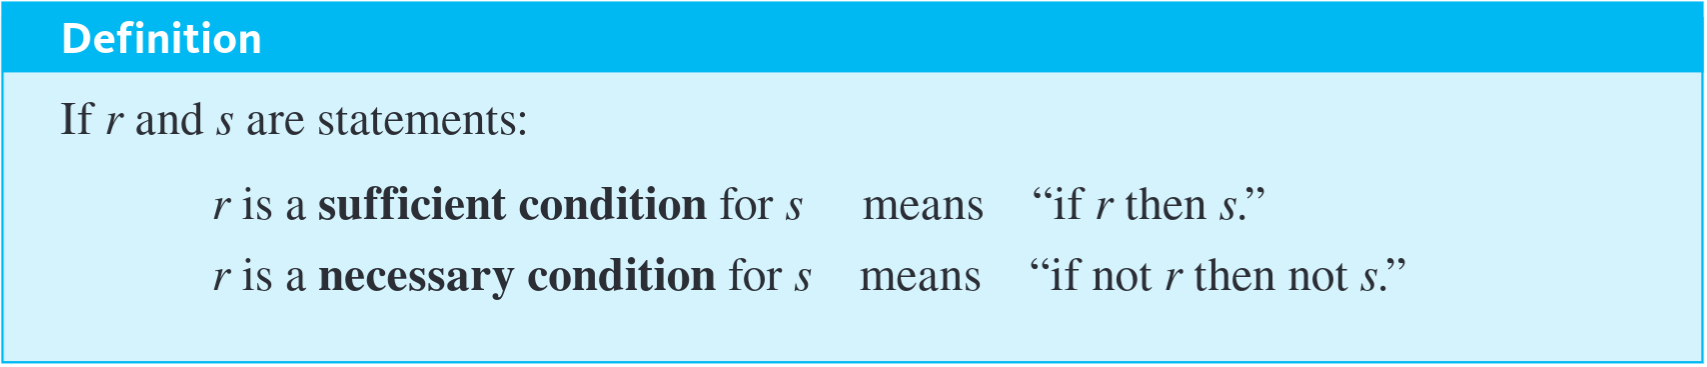 Definition
If r and s are statements:
r is a sufficient condition for s means “if r then s.”
r is a necessary condition for s means “if not r then not s.”